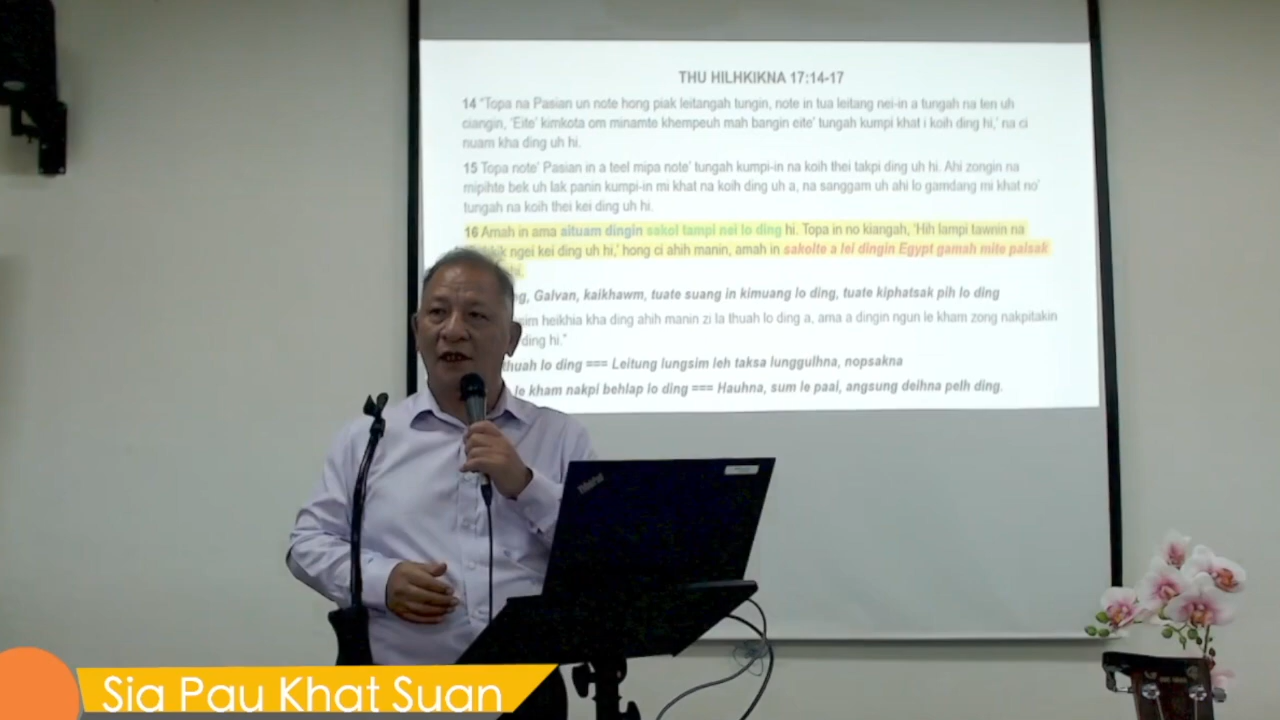 THU HILHKIKNA 17:14-17
14 "Topa na Pasian un note hong piak leitangah tungin, note in tua leitang nei-in a tungah na ten uh
ciangin, 'Eite' kimkota om minamte khempeuh mah bangin eite' tungah kumpi khat i koih ding hi,' na ci
nuam kha ding uh hi.
15 Topa note' Pasian in a teel mipa note' tungah kumpi-in na koih thei takpi ding uh hi. Ahi zongin na
mipihte bek uh lak panin kumpi-in mi khat na koih ding uh a, na sanggam uh ahi lo gamdang mi khat no'
tungah na koih thei kei ding uh hi.
16 Amah in ama situam dingin sakol tampi nei lo ding hi. Topa in no kiangah, 'Hih lampi tawnin na
kik ngei kei ding uh hi,' hong ci ahih manin, amah in sakolte a lei dingin Egypt gamah mite paisak
hi.
Galvan, kaikhawm, tuate suang in kimuang lo ding, tuate kiphatsak pih lo ding
heikhia kha ding ahih manin zi la thuah lo ding a, ama a dingin ngun le kham zong nakpitakin
ding hi."
thuah lo ding === Leitung lungsim leh taksa lunggulhna, nopsakna
le kham nakpi behlap lo ding === Hauhna, sum le paai, angsung deihna pelh ding.
ThinkPad
Sia Pau Khat Suan